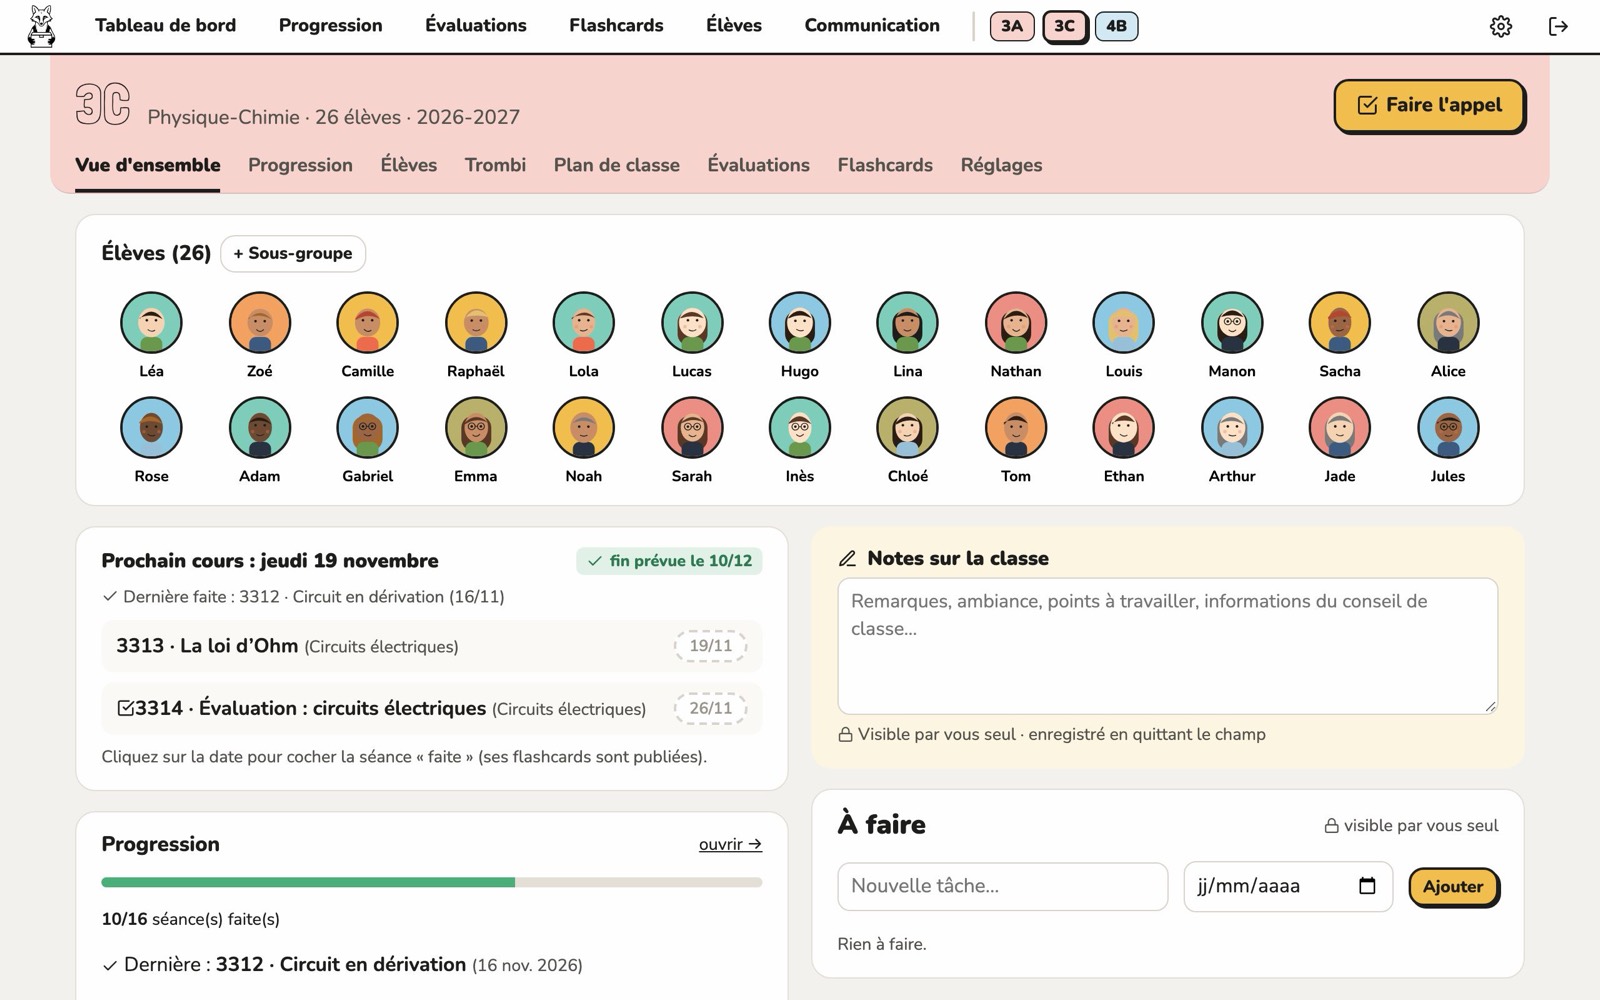 Tableau de bord Progression Évaluations Flashcards Élèves Communication 3A 3C 4B
3C Physique-Chimie · 26 élèves · 2026-2027
Faire l'appel
Vue d'ensemble Progression Élèves Trombi Plan de classe Évaluations Flashcards Réglages
Élèves (26) + Sous-groupe
Léa Zoé Camille Raphaël Lola Lucas Hugo Lina Nathan Louis Manon Sacha Alice
Rose Adam Gabriel Emma Noah Sarah Inès Chloé Tom Ethan Arthur Jade Jules
Prochain cours : jeudi 19 novembre fin prévue le 10/12
Dernière faite : 3312 · Circuit en dérivation (16/11)
3313 · La loi d’Ohm (Circuits électriques) 19/11
3314 · Évaluation : circuits électriques (Circuits électriques) 26/11
Cliquez sur la date pour cocher la séance « faite » (ses flashcards sont publiées).
Progression ouvrir →
10/16 séance(s) faite(s)
Dernière : 3312 · Circuit en dérivation (16 nov. 2026)
Notes sur la classe
Remarques, ambiance, points à travailler, informations du conseil de
classe...
Visible par vous seul · enregistré en quittant le champ
À faire visible par vous seul
Nouvelle tâche... jj/mm/aaaa Ajouter
Rien à faire.